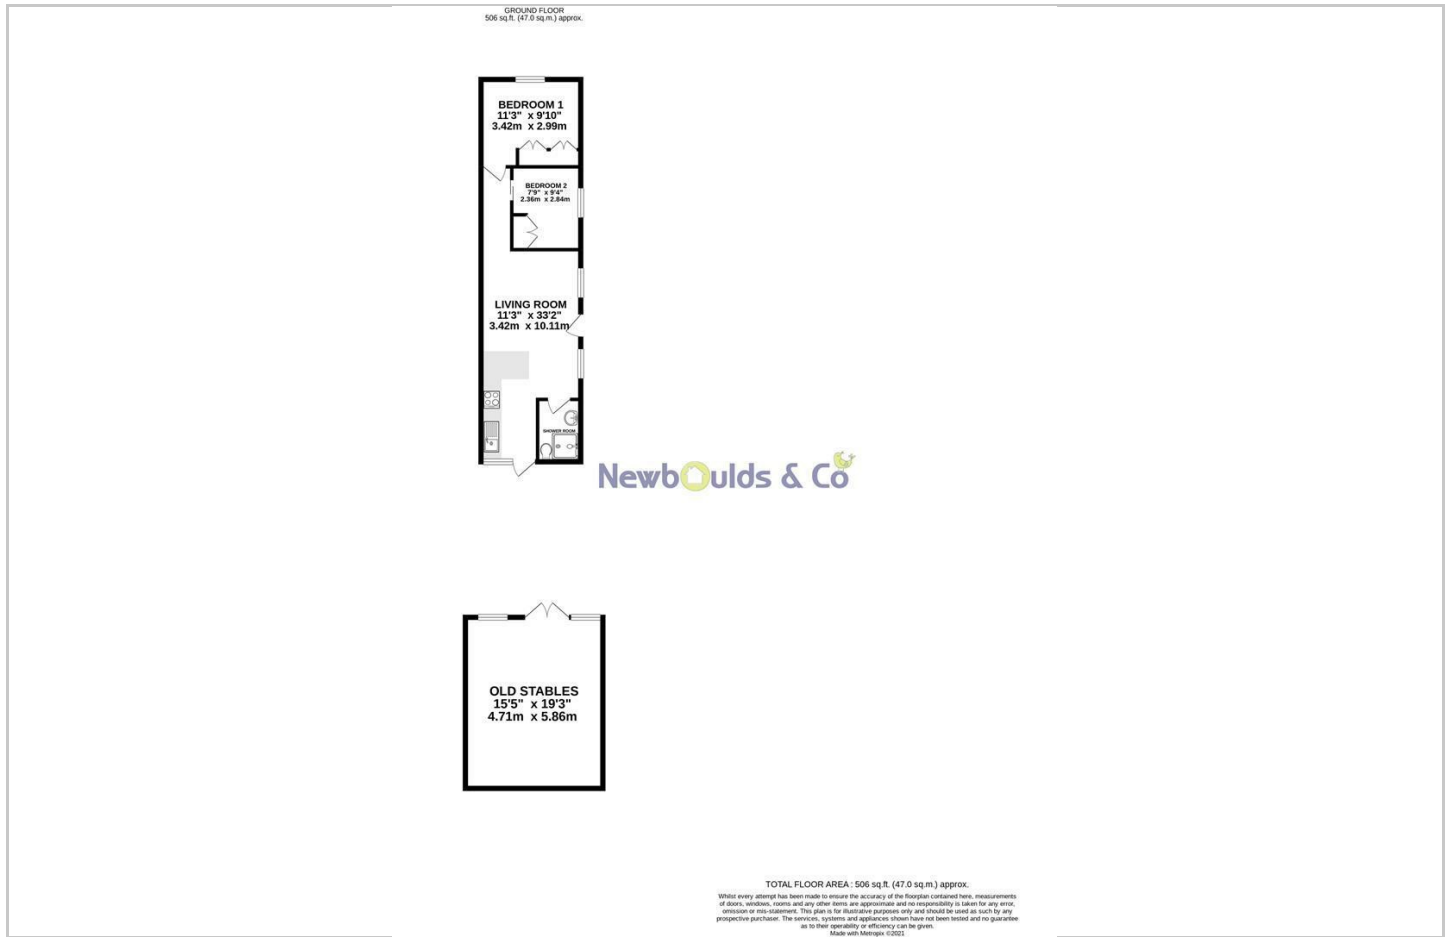 GROUND FLOOR
506 sq.ft. (47.0 sq.m.) approx.
BEDROOM 1
11'3" x 9'10"
3.42m x 2.99m
BEDROOM 2
7'9" x 9'4"
2.36m x 2.84m
LIVING ROOM
11'3" x 33'2"
3.42m x 10.11m
SHOWER ROOM
Newboulds & Co
OLD STABLES
15'5" x 19'3"
4.71m x 5.86m
TOTAL FLOOR AREA : 506 sq.ft. (47.0 sq.m.) approx.
Whilst every attempt has been made to ensure the accuracy of the floorplan contained here, measurements
of doors, windows, rooms and any other items are approximate and no responsibility is taken for any error,
omission or mis-statement. This plan is for illustrative purposes only and should be used as such by any
prospective purchaser. The services, systems and appliances shown have not been tested and no guarantee
as to their operability or efficiency can be given.
Made with Metropix ©2021